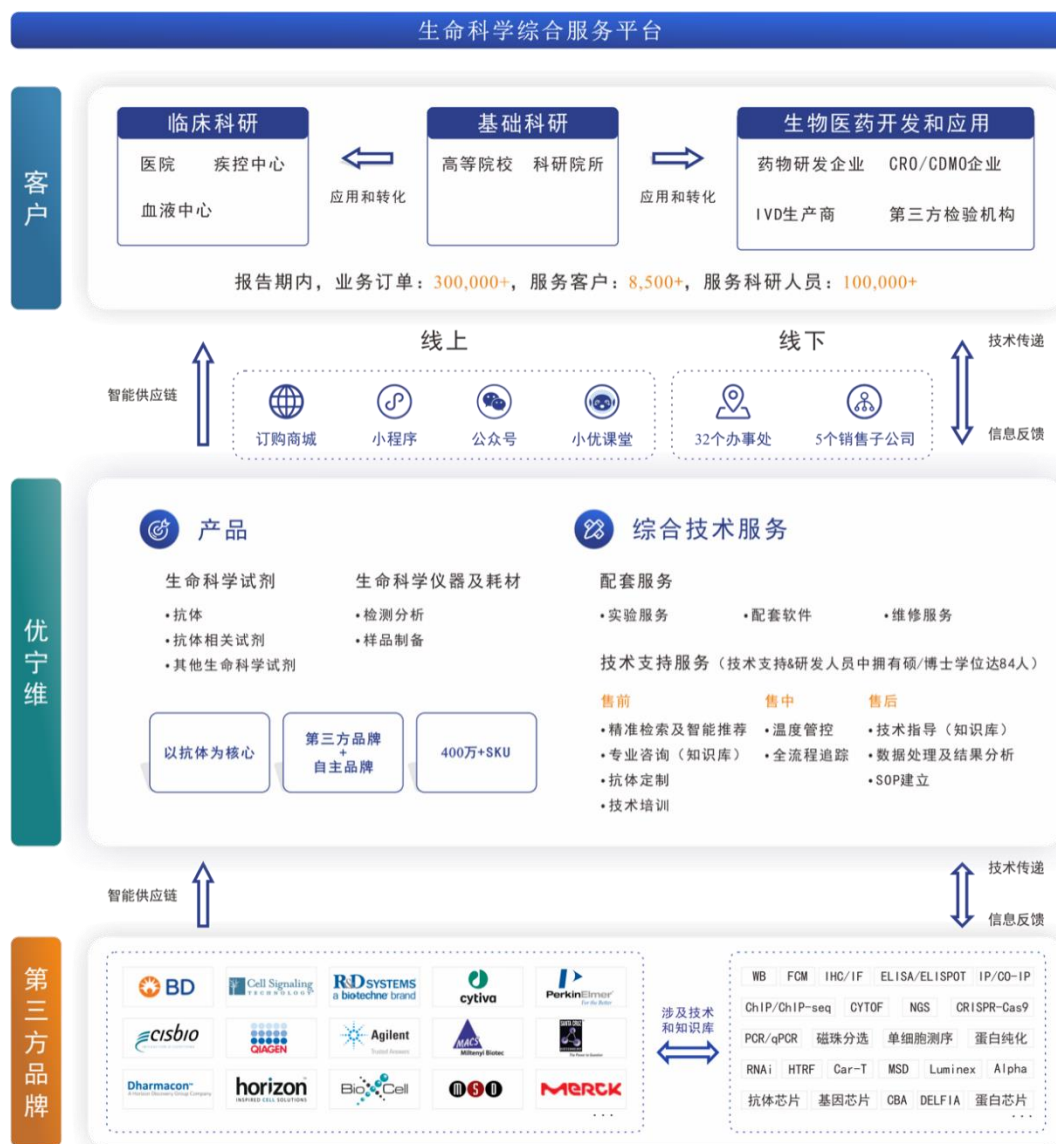 生命科学综合服务平台
客户
临床科研
医院 疾控中心
血液中心
应用和转化
基础科研
高等院校 科研院所
应用和转化
生物医药开发和应用
药物研发企业 CRO/CDMO企业
IVD生产商 第三方检验机构
报告期内，业务订单：300,000+，服务客户：8,500+，服务科研人员：100,000+
智能供应链
线上
订购商城 小程序 公众号 小优课堂
线下
32个办事处 5个销售子公司
技术传递
信息反馈
优宁维
产品
生命科学试剂
•抗体
•抗体相关试剂
•其他生命科学试剂
生命科学仪器及耗材
•检测分析
•样品制备
以抗体为核心
第三方品牌
+
自主品牌
400万+SKU
综合技术服务
配套服务
•实验服务 •配套软件 •维修服务
技术支持服务（技术支持&研发人员中拥有硕/博士学位达84人）
售前
•精准检索及智能推荐
•专业咨询（知识库）
•抗体定制
•技术培训
售中
•温度管控
•全流程追踪
售后
•技术指导（知识库）
•数据处理及结果分析
•SOP建立
智能供应链
技术传递
信息反馈
第三方品牌
BD
Cell Signaling
TECHNOLOGY
R&D SYSTEMS
a biotechne brand
cytiva
PerkinElmer
For the Better
cisbio
QIAGEN
Agilent
Trusted Answers
MACS
Miltenyi Biotec
SANTA CRUZ
Dharmacon
A Horizon Discovery Group Company
horizon
INSPIRED CELL SOLUTIONS
BioXCell
MSD
MERCK
...
涉及技术
和知识库
WB FCM IHC/IF ELISA/ELISPOT IP/CO-IP
ChIP/ChIP-seq CYTOF NGS CRISPR-Cas9
PCR/qPCR 磁珠分选 单细胞测序 蛋白纯化
RNAi HTRF Car-T MSD Luminex Alpha
抗体芯片 基因芯片 CBA DELFIA 蛋白芯片
...